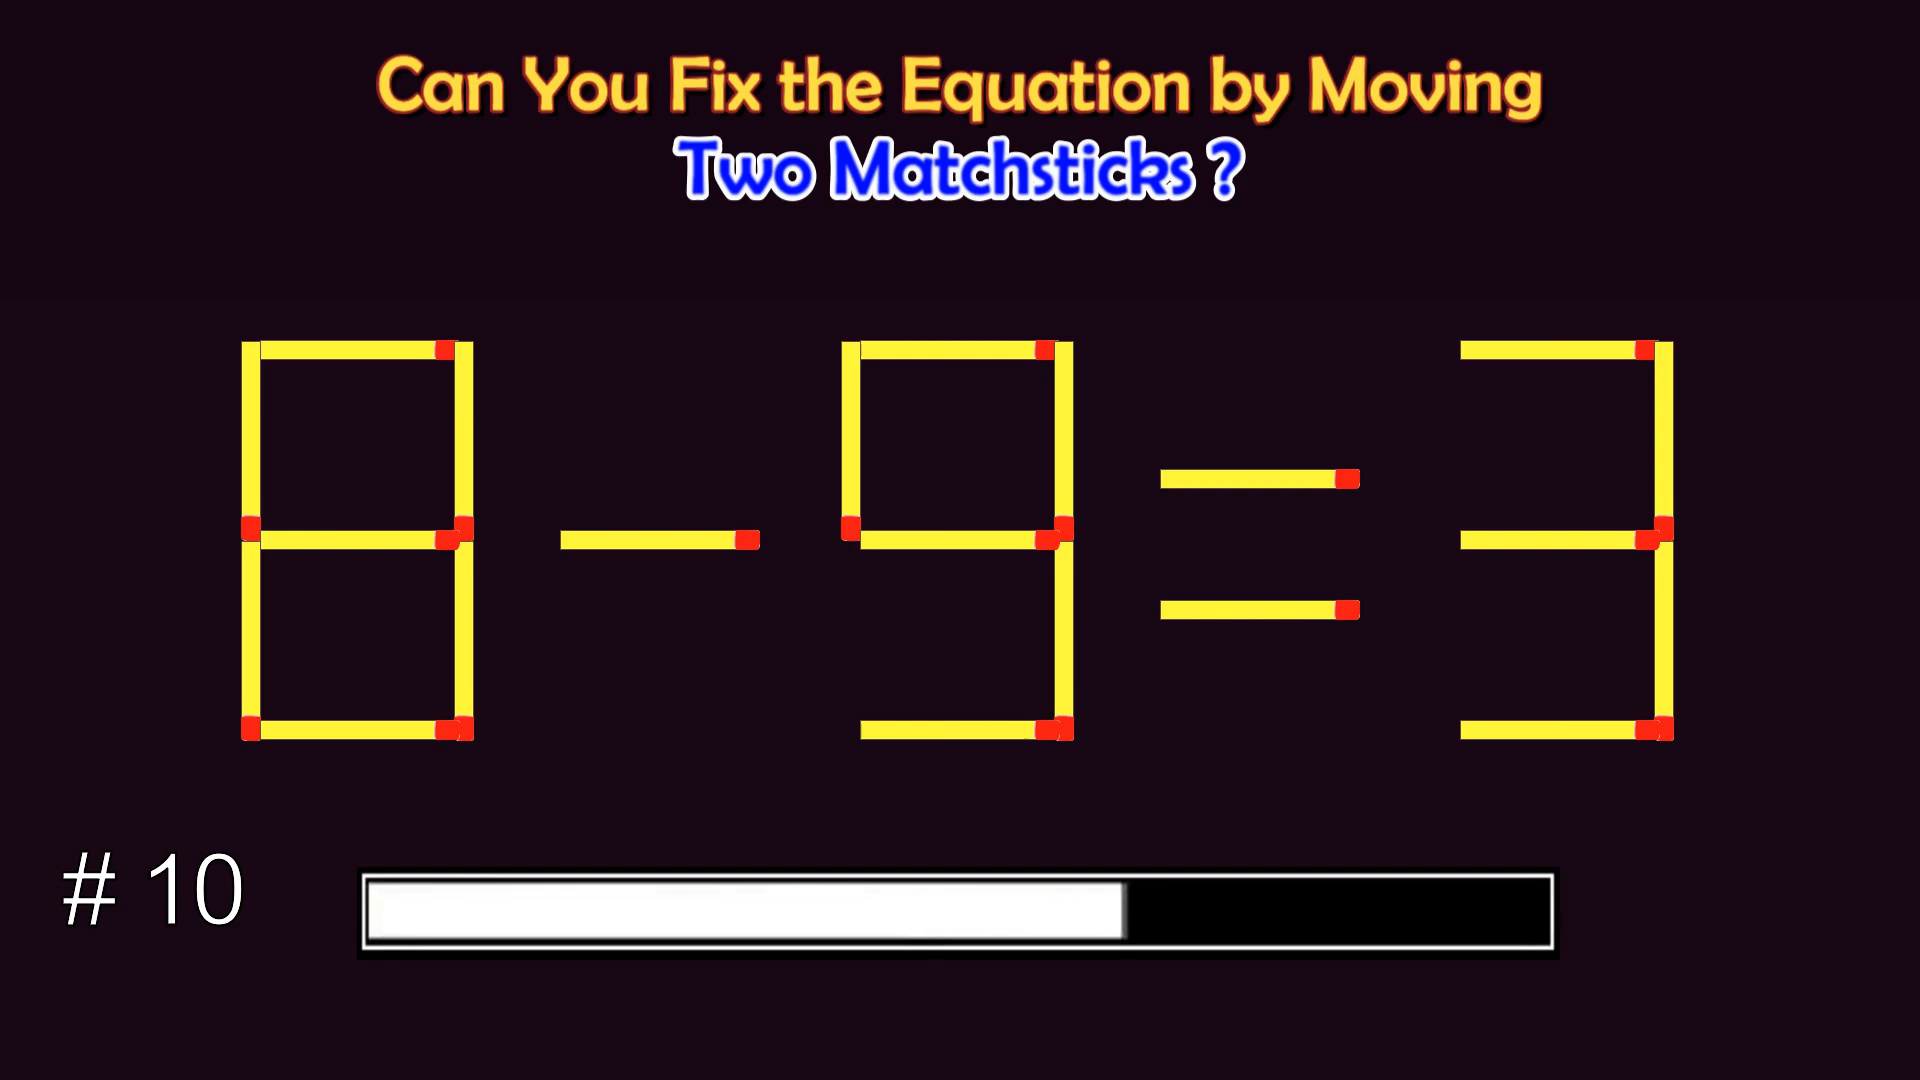 Can You Fix the Equation by Moving
Two Matchsticks ?
8 - 9 = 3
# 10